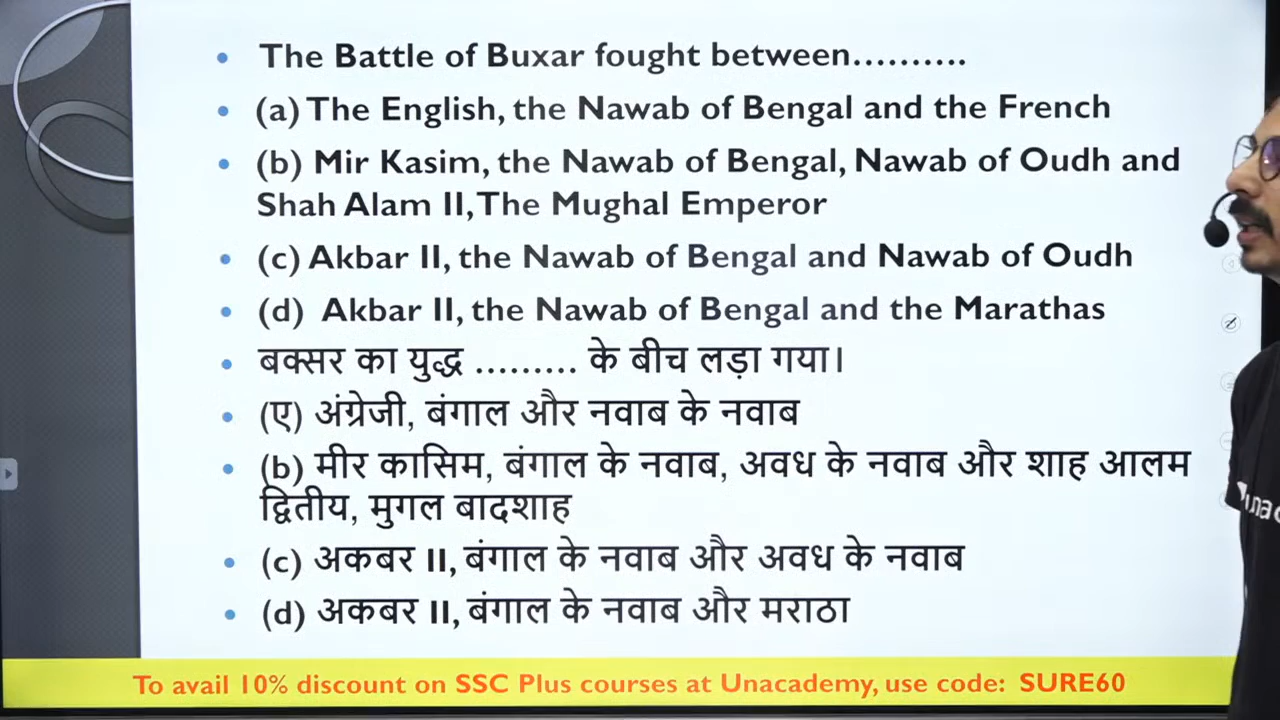 The Battle of Buxar fought between..........
(a) The English, the Nawab of Bengal and the French
(b) Mir Kasim, the Nawab of Bengal, Nawab of Oudh and
Shah Alam II, The Mughal Emperor
(c) Akbar II, the Nawab of Bengal and Nawab of Oudh
(d) Akbar II, the Nawab of Bengal and the Marathas
बक्सर का युद्ध ......... के बीच लड़ा गया।
(ए) अंग्रेजी, बंगाल और नवाब के नवाब
(b) मीर कासिम, बंगाल के नवाब, अवध के नवाब और शाह आलम
द्वितीय, मुगल बादशाह
(c) अकबर II, बंगाल के नवाब और अवध के नवाब
(d) अकबर II, बंगाल के नवाब और मराठा
To avail 10% discount on SSC Plus courses at Unacademy, use code: SURE60